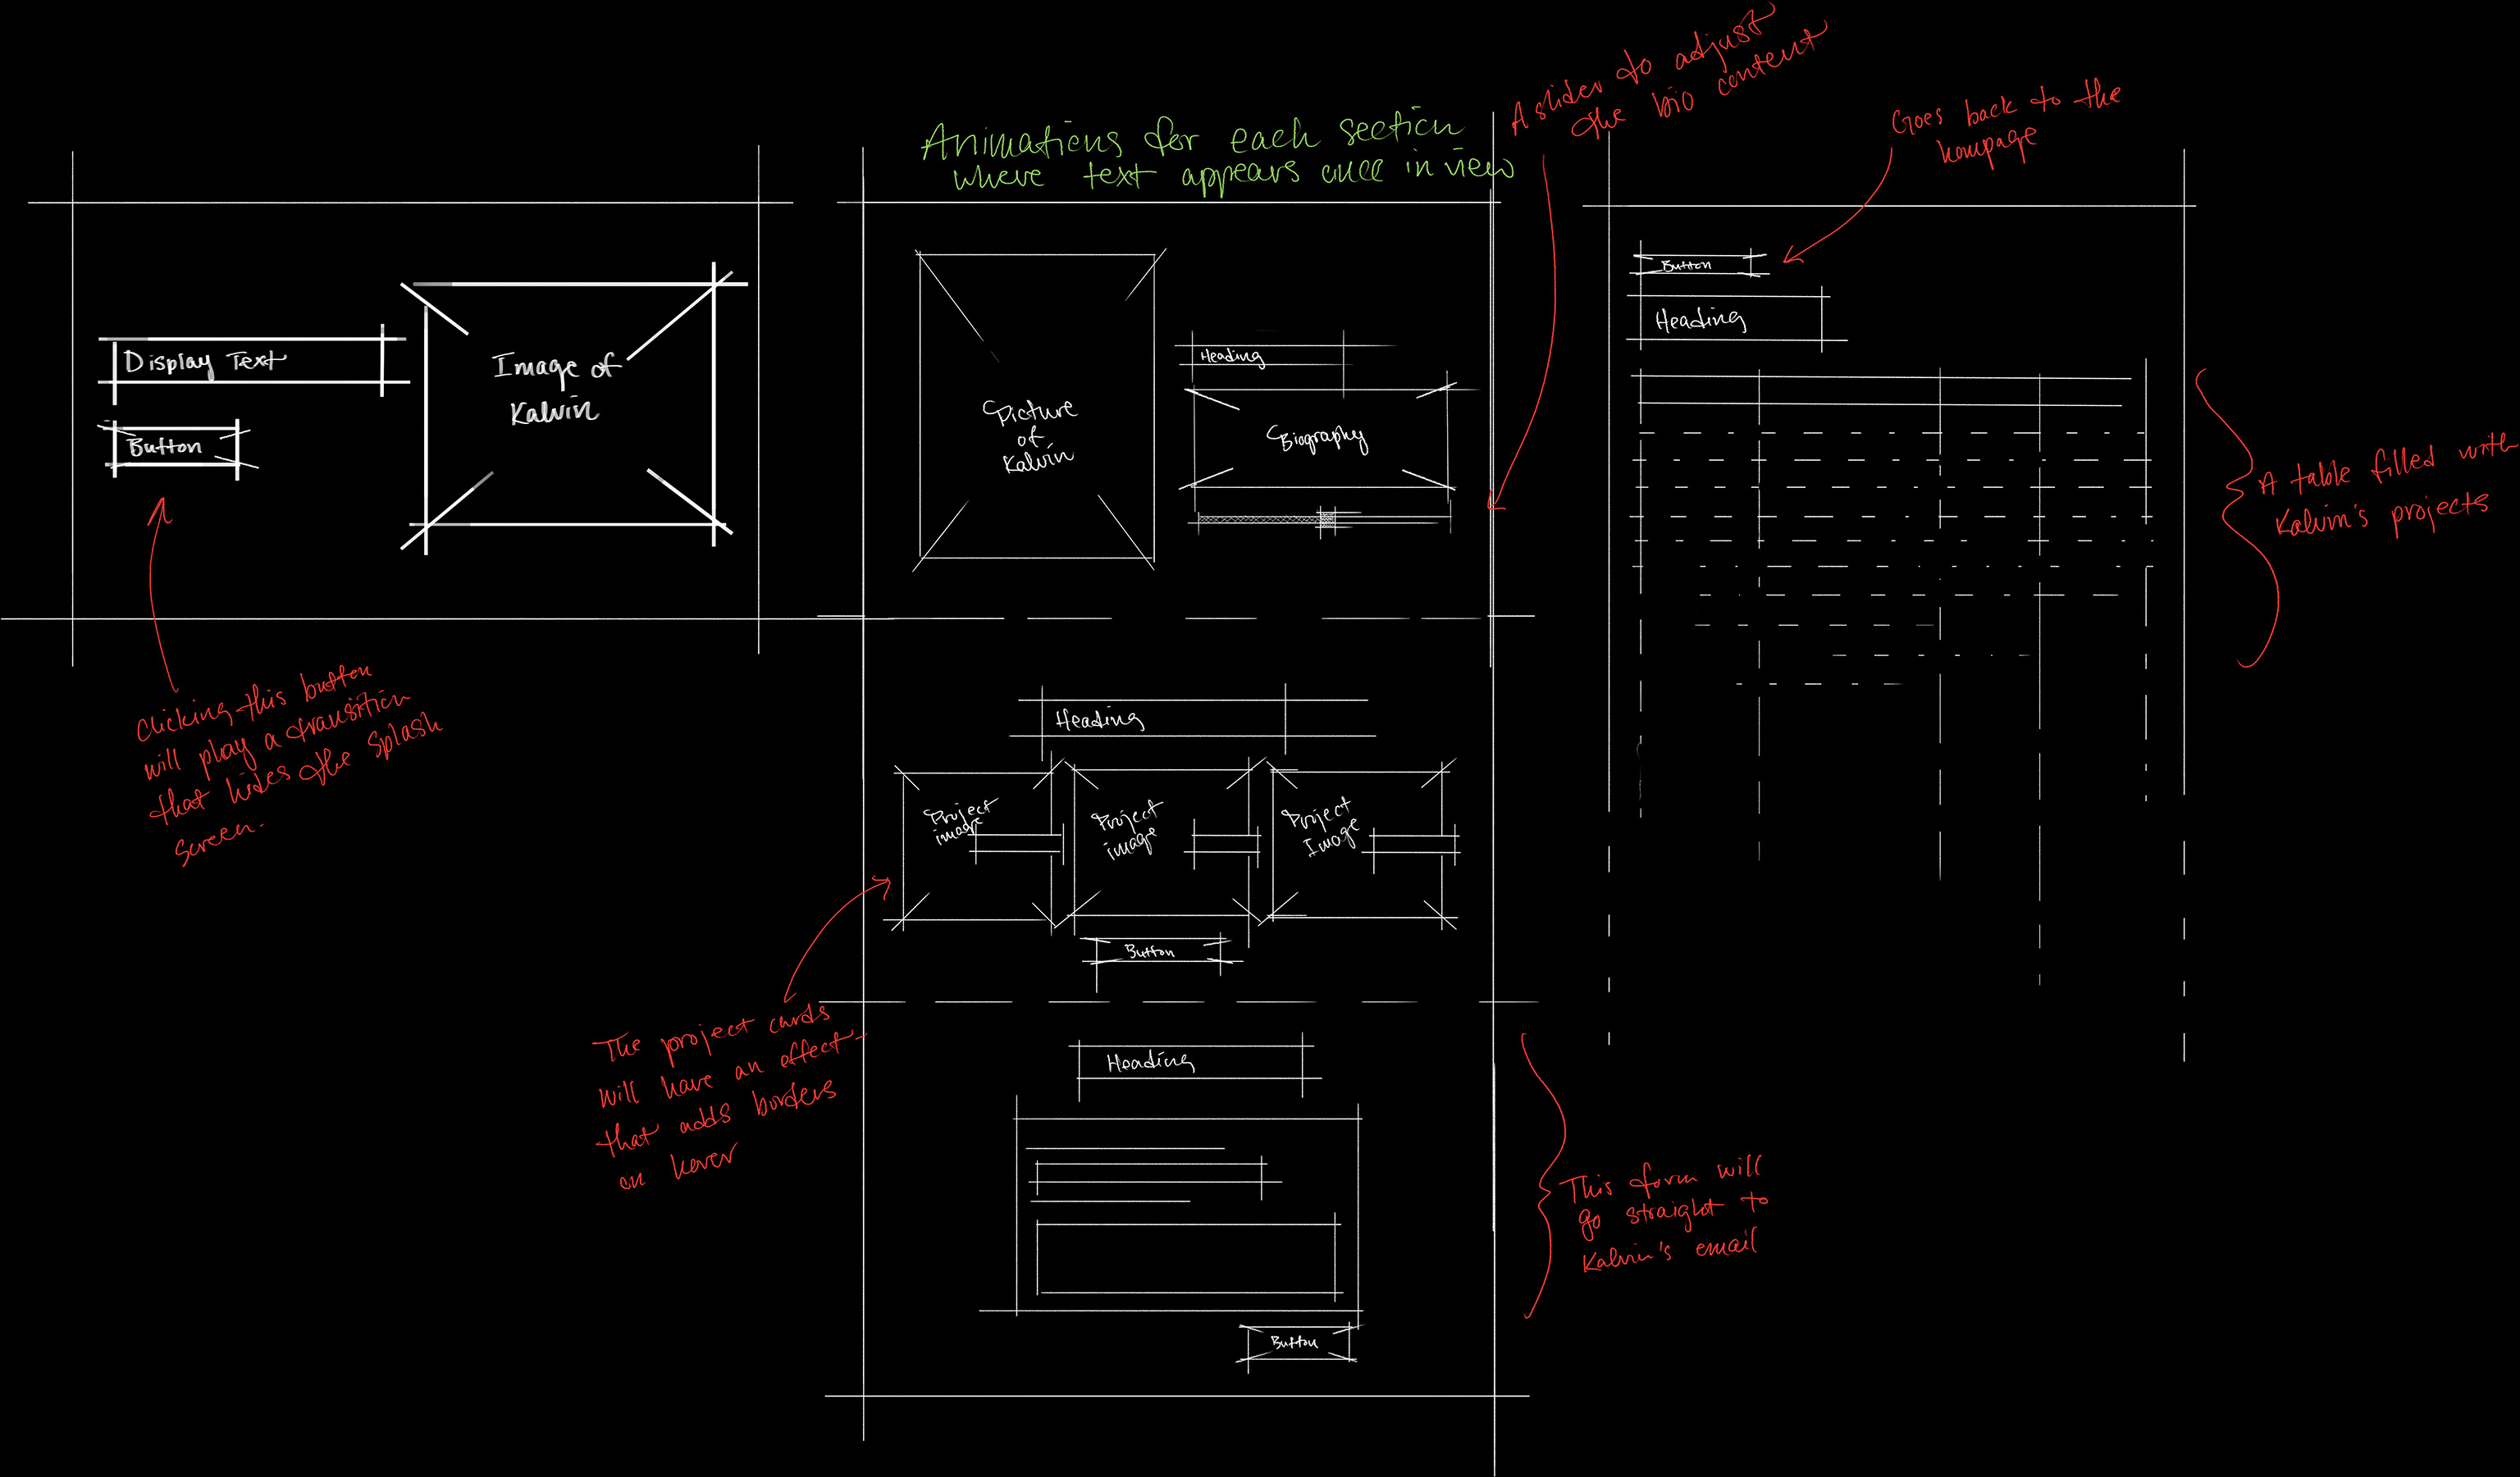 Display Text
Button
Image of
Kalvin
Clicking this button
will play a transition
that hides the splash
screen.
Animations for each section
where text appears once in view
Picture
of
Kalvin
Heading
Biography
A slider to adjust
the bio content
Heading
Project
image
Project
image
Project
Image
Button
The project cards
will have an effect
that adds borders
on hover
Heading
Button
This form will
go straight to
Kalvin's email
Goes back to the
hompage
Button
Heading
A table filled with
Kalvin's projects